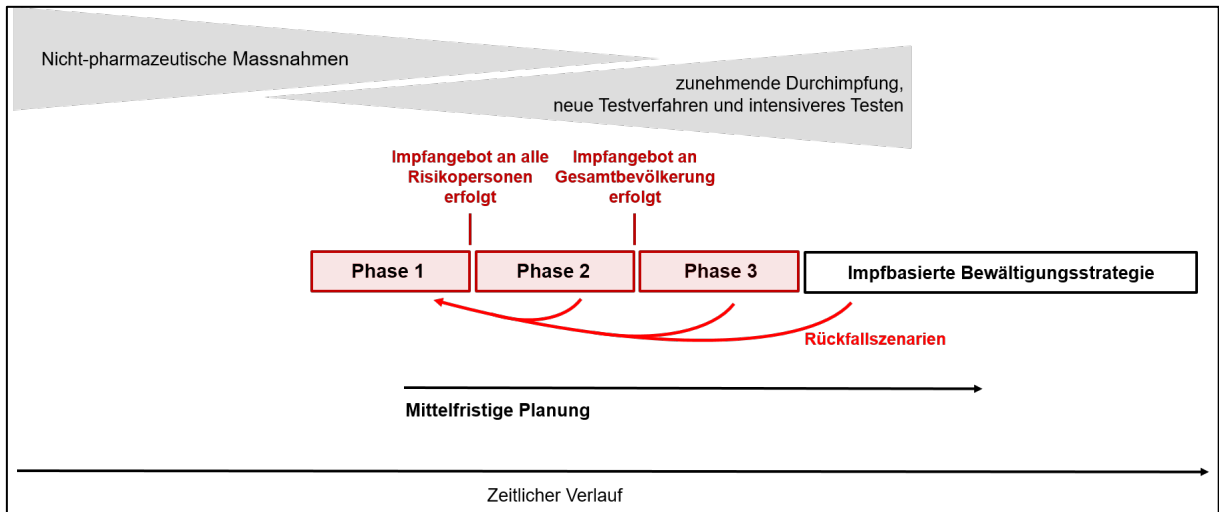 Nicht-pharmazeutische Massnahmen
zunehmende Durchimpfung,
neue Testverfahren und intensiveres Testen
Impfangebot an alle
Risikopersonen
erfolgt
Impfangebot an
Gesamtbevölkerung
erfolgt
Phase 1
Phase 2
Phase 3
Impfbasierte Bewältigungsstrategie
Rückfallszenarien
Mittelfristige Planung
Zeitlicher Verlauf